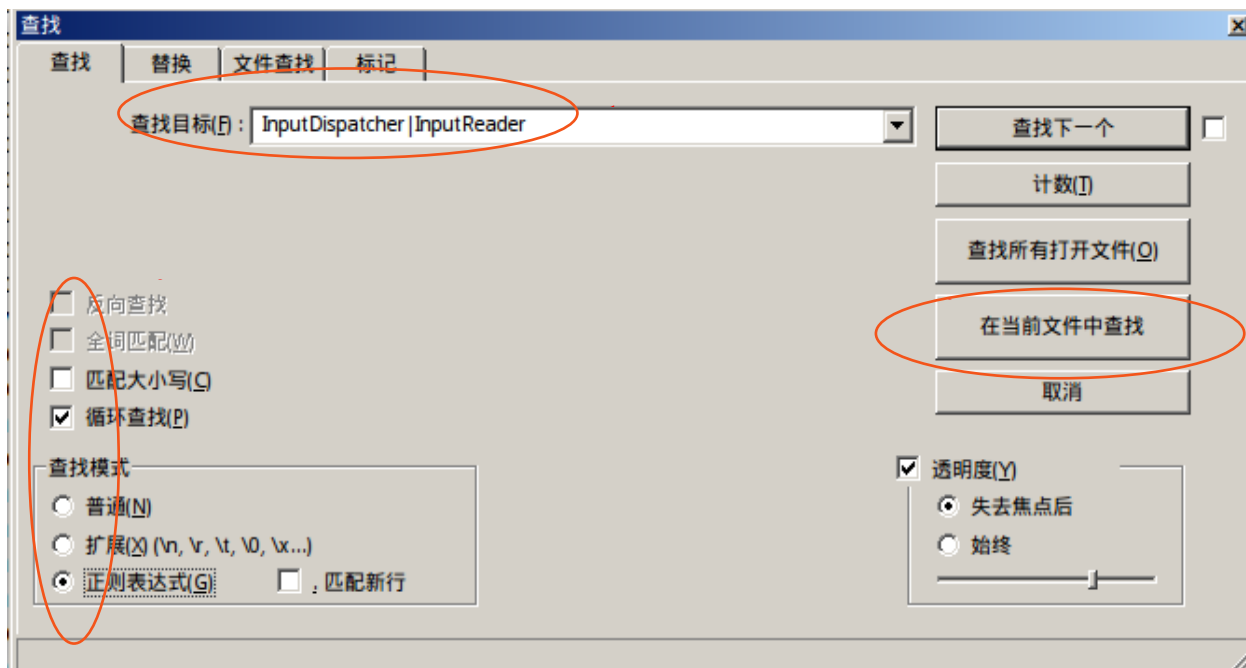 查找
查找 替换 文件查找 标记
查找目标(F) : InputDispatcher|InputReader
查找下一个
计数(T)
查找所有打开文件(O)
反向查找
在当前文件中查找
全词匹配(W)
匹配大小写(C)
取消
循环查找(P)
查找模式
透明度(Y)
普通(N)
失去焦点后
扩展(X) (\n, \r, \t, \0, \x...)
始终
正则表达式(G) . 匹配新行